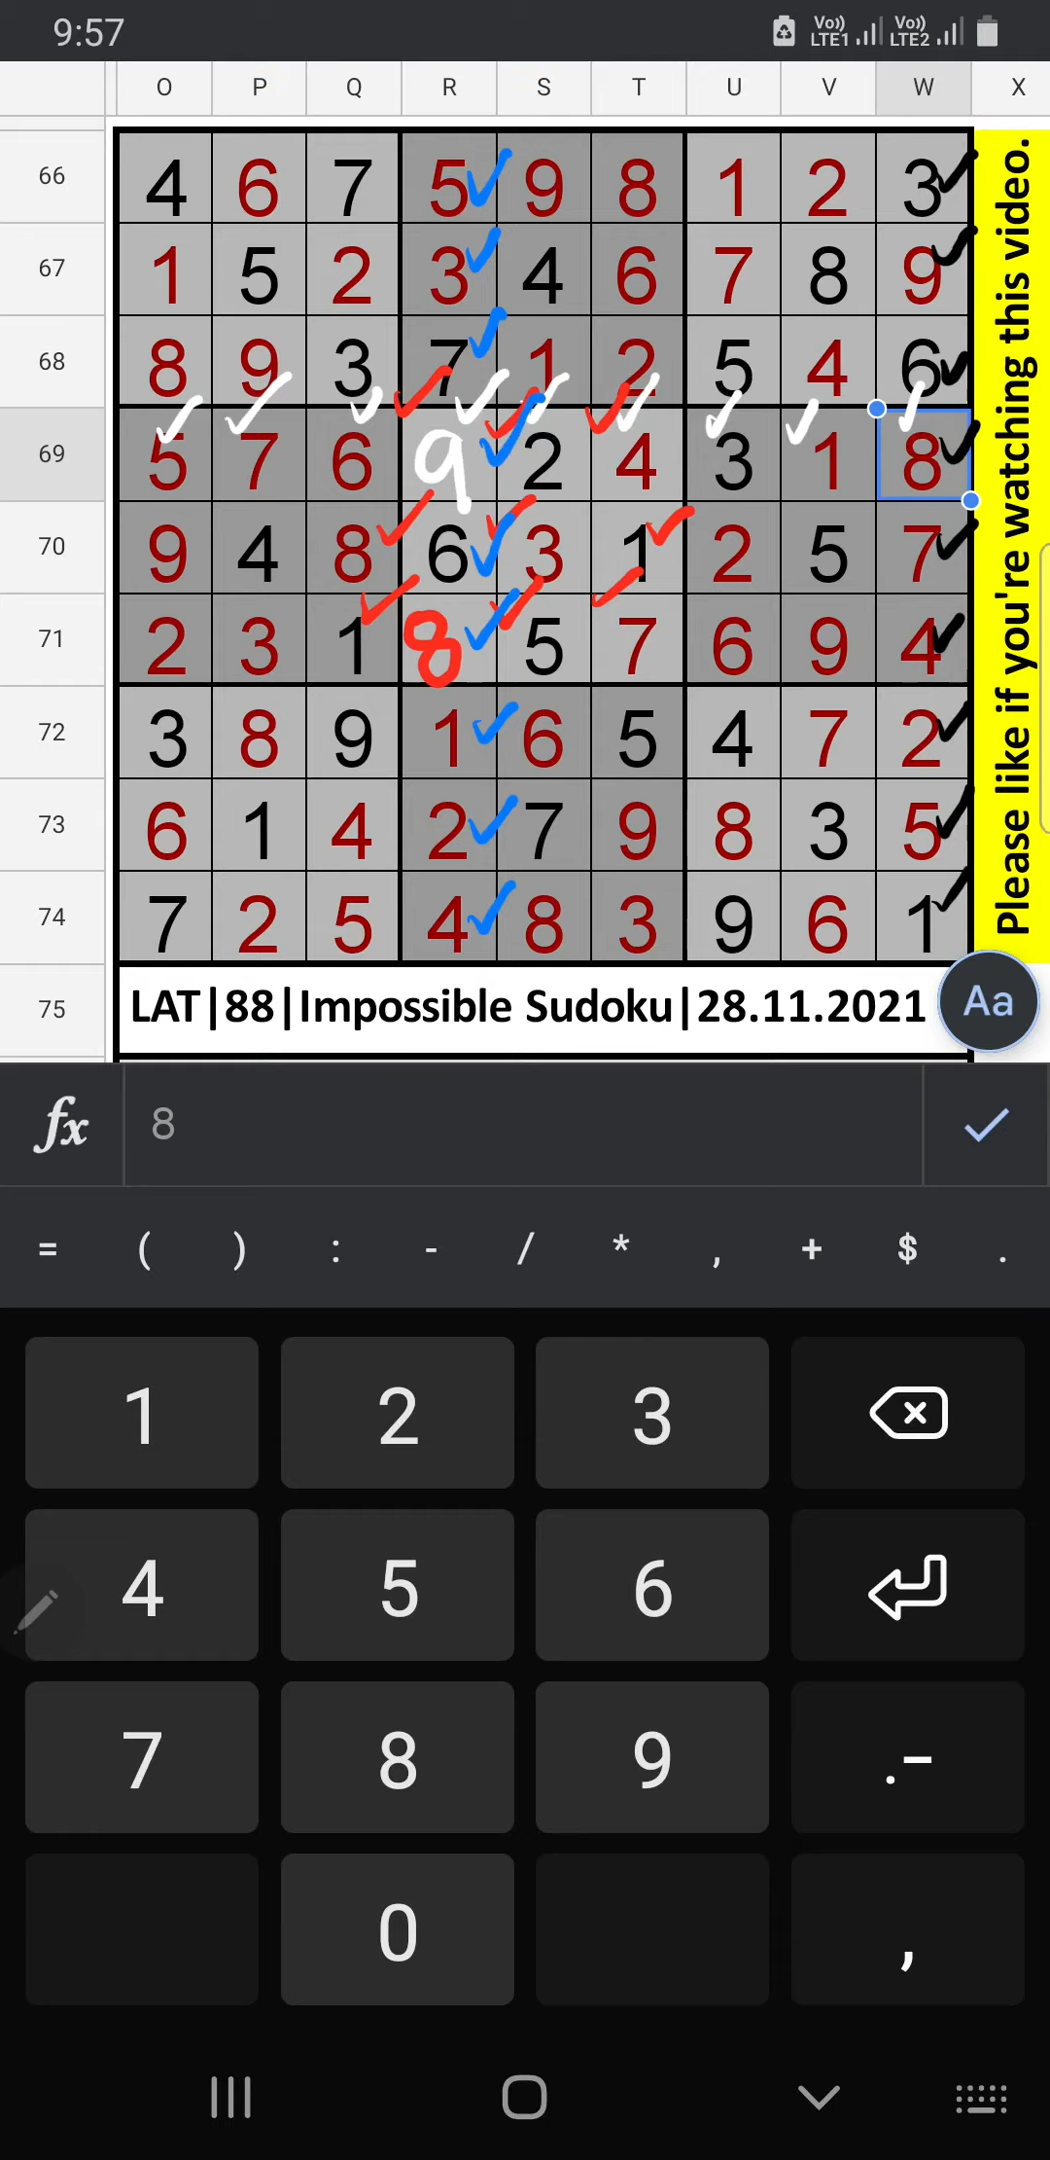 9:57
Vo)) LTE1 Vo)) LTE2
O P Q R S T U V W X
66 4 6 7 5 9 8 1 2 3
67 1 5 2 3 4 6 7 8 9
68 8 9 3 7 1 2 5 4 6
69 5 7 6 9 2 4 3 1 8
70 9 4 8 6 3 1 2 5 7
71 2 3 1 8 5 7 6 9 4
72 3 8 9 1 6 5 4 7 2
73 6 1 4 2 7 9 8 3 5
74 7 2 5 4 8 3 9 6 1
Please like if you're watching this video.
75 LAT|88|Impossible Sudoku|28.11.2021
Aa
fx 8
= ( ) : - / * , + $ .
1 2 3
4 5 6
7 8 9 .-
0 ,